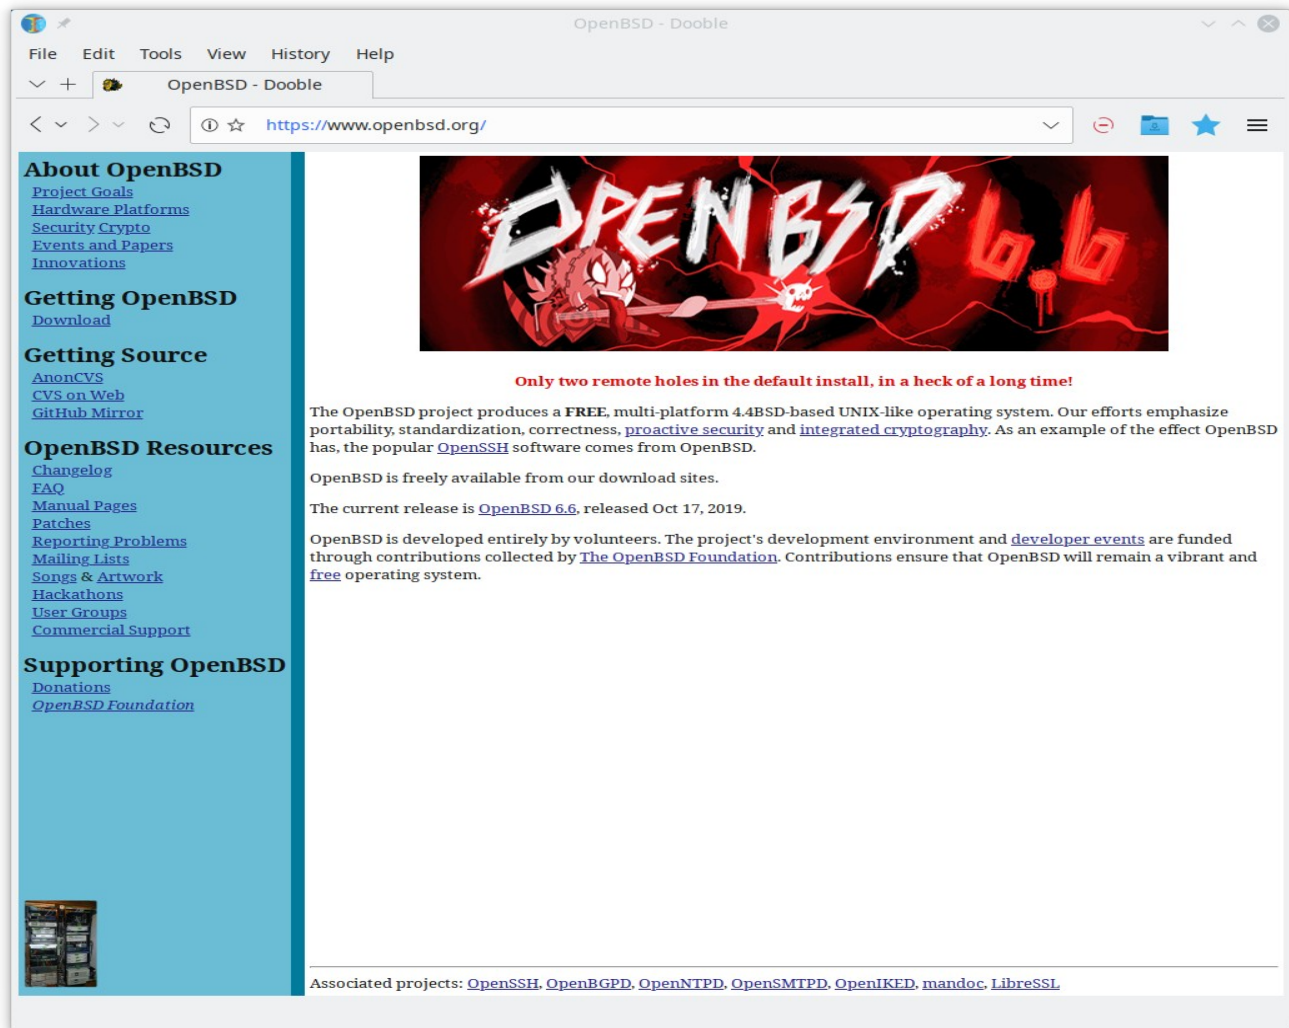 OpenBSD - Dooble
File Edit Tools View History Help
OpenBSD - Dooble
https://www.openbsd.org/
About OpenBSD
Project Goals
Hardware Platforms
Security Crypto
Events and Papers
Innovations
Getting OpenBSD
Download
Getting Source
AnonCVS
CVS on Web
GitHub Mirror
OpenBSD Resources
Changelog
FAQ
Manual Pages
Patches
Reporting Problems
Mailing Lists
Songs & Artwork
Hackathons
User Groups
Commercial Support
Supporting OpenBSD
Donations
OpenBSD Foundation
OPENBSD 6.6
Only two remote holes in the default install, in a heck of a long time!
The OpenBSD project produces a FREE, multi-platform 4.4BSD-based UNIX-like operating system. Our efforts emphasize
portability, standardization, correctness, proactive security and integrated cryptography. As an example of the effect OpenBSD
has, the popular OpenSSH software comes from OpenBSD.
OpenBSD is freely available from our download sites.
The current release is OpenBSD 6.6, released Oct 17, 2019.
OpenBSD is developed entirely by volunteers. The project's development environment and developer events are funded
through contributions collected by The OpenBSD Foundation. Contributions ensure that OpenBSD will remain a vibrant and
free operating system.
Associated projects: OpenSSH, OpenBGPD, OpenNTPD, OpenSMTPD, OpenIKED, mandoc, LibreSSL